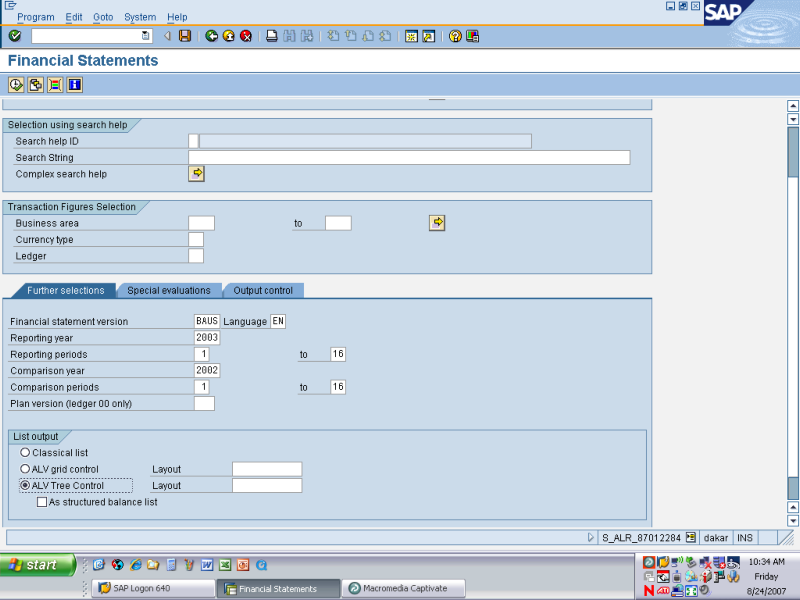 Program Edit Goto System Help
SAP
Financial Statements
Selection using search help
Search help ID
Search String
Complex search help
Transaction Figures Selection
Business area to
Currency type
Ledger
Further selections Special evaluations Output control
Financial statement version BAUS Language EN
Reporting year 2003
Reporting periods 1 to 16
Comparison year 2002
Comparison periods 1 to 16
Plan version (ledger 00 only)
List output
Classical list
ALV grid control Layout
ALV Tree Control Layout
As structured balance list
S_ALR_87012284 dakar INS
start
10:34 AM
SAP Logon 640 Financial Statements Macromedia Captivate
Friday
8/24/2007